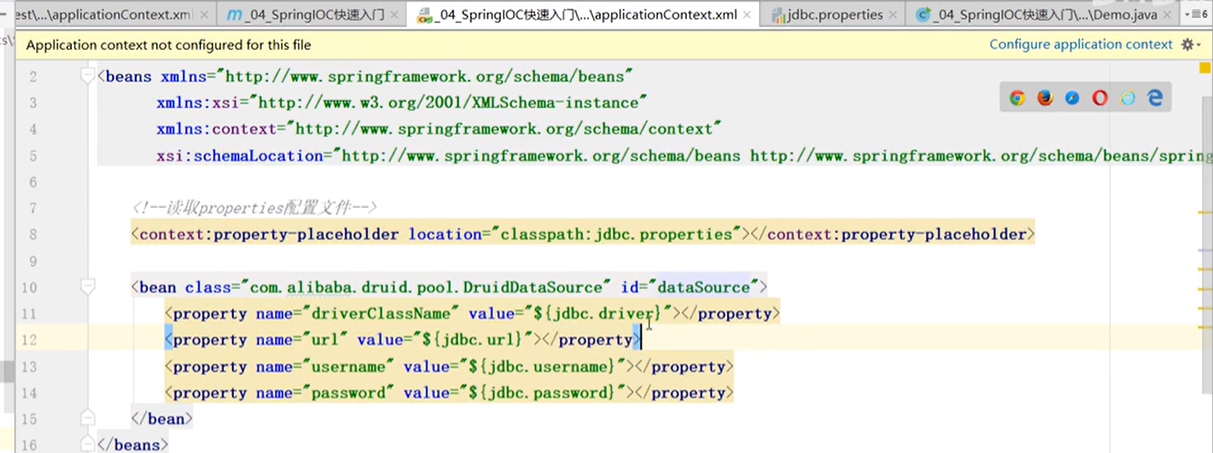 est\...\applicationContext.xml
_04_SpringIOC快速入门
_04_SpringIOC快速入门\...\applicationContext.xml
jdbc.properties
_04_SpringIOC快速入门\...\Demo.java
6
Application context not configured for this file
Configure application context
2 <beans xmlns="http://www.springframework.org/schema/beans"
3 xmlns:xsi="http://www.w3.org/2001/XMLSchema-instance"
4 xmlns:context="http://www.springframework.org/schema/context"
5 xsi:schemaLocation="http://www.springframework.org/schema/beans http://www.springframework.org/schema/beans/spring
6
7 <!--读取properties配置文件-->
8 <context:property-placeholder location="classpath:jdbc.properties"></context:property-placeholder>
9
10 <bean class="com.alibaba.druid.pool.DruidDataSource" id="dataSource">
11 <property name="driverClassName" value="${jdbc.driver}"></property>
12 <property name="url" value="${jdbc.url}"></property>
13 <property name="username" value="${jdbc.username}"></property>
14 <property name="password" value="${jdbc.password}"></property>
15 </bean>
16 </beans>